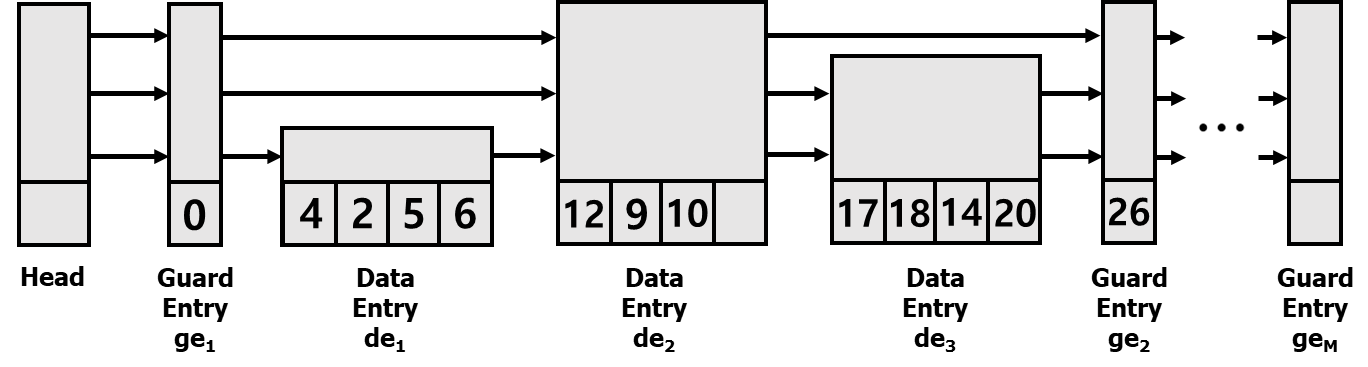 0 4 2 5 6 12 9 10 17 18 14 20 26
...
Head
Guard
Entry
ge1
Data
Entry
de1
Data
Entry
de2
Data
Entry
de3
Guard
Entry
ge2
Guard
Entry
geM